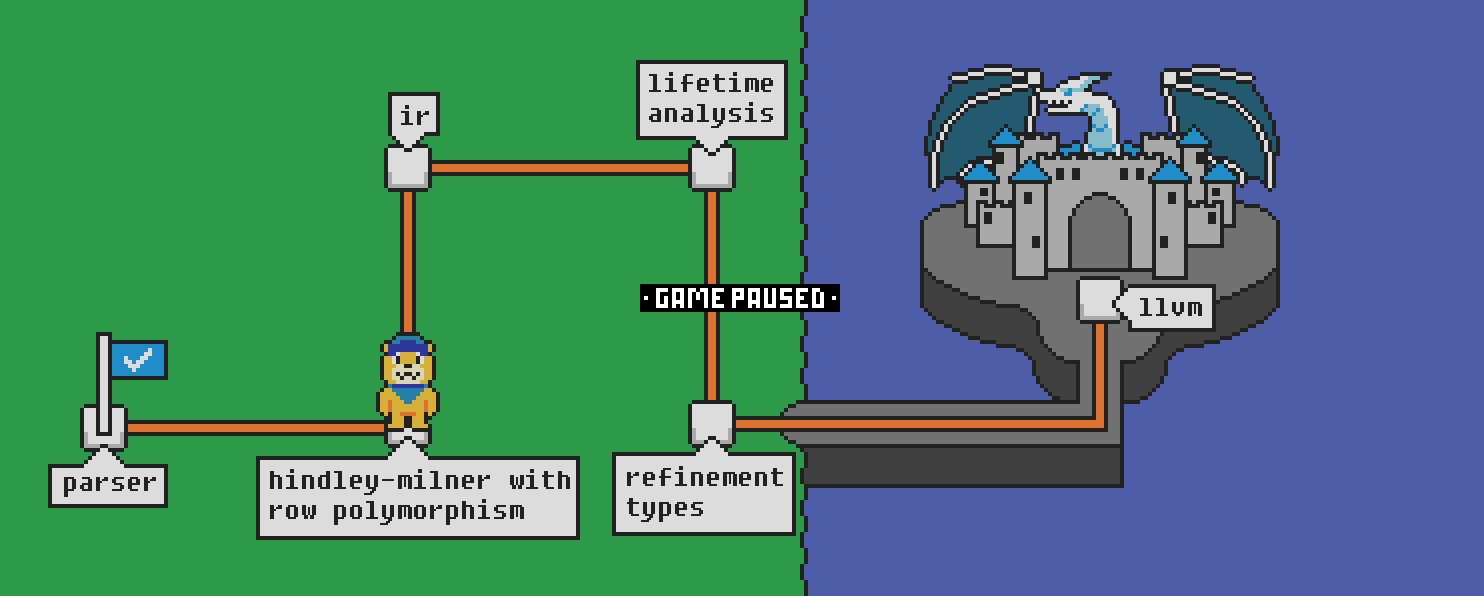 lifetime
analysis
ir
· GAME PAUSED ·
llvm
parser
hindley-milner with
row polymorphism
refinement
types